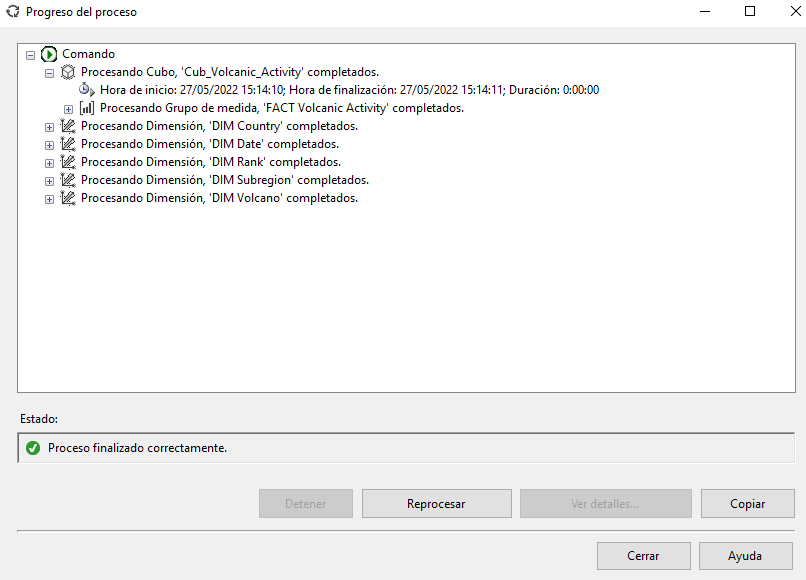 Progreso del proceso
Comando
Procesando Cubo, 'Cub_Volcanic_Activity' completados.
Hora de inicio: 27/05/2022 15:14:10; Hora de finalización: 27/05/2022 15:14:11; Duración: 0:00:00
Procesando Grupo de medida, 'FACT Volcanic Activity' completados.
Procesando Dimensión, 'DIM Country' completados.
Procesando Dimensión, 'DIM Date' completados.
Procesando Dimensión, 'DIM Rank' completados.
Procesando Dimensión, 'DIM Subregion' completados.
Procesando Dimensión, 'DIM Volcano' completados.
Estado:
Proceso finalizado correctamente.
Detener Reprocesar Ver detalles... Copiar
Cerrar Ayuda